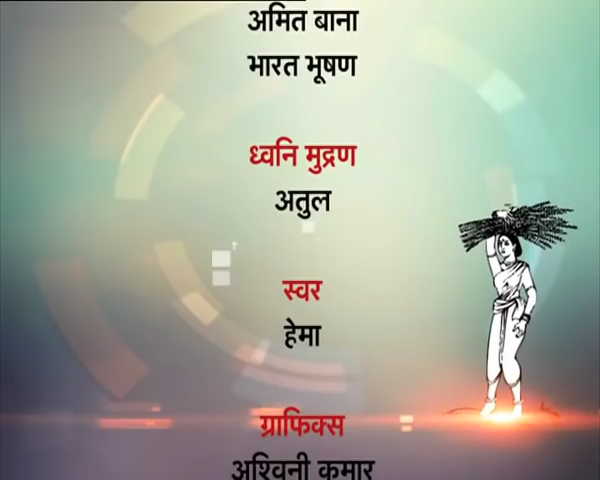 अमित बाना
भारत भूषण
ध्वनि मुद्रण
अतुल
स्वर
हेमा
ग्राफिक्स
अश्विनी कुमार